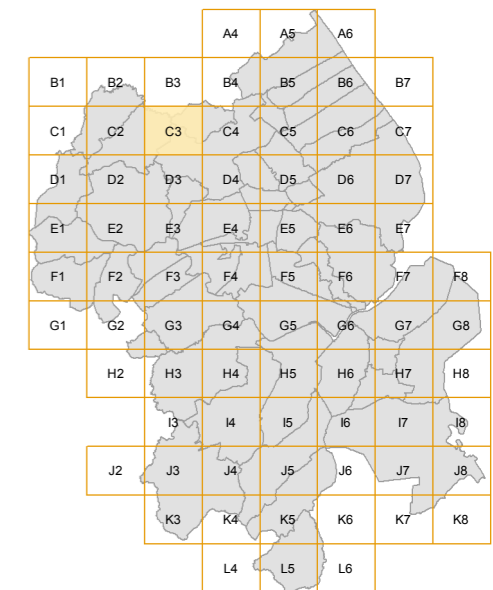 A4 A5 A6
B1 B2 B3 B4 B5 B6 B7
C1 C2 C3 C4 C5 C6 C7
D1 D2 D3 D4 D5 D6 D7
E1 E2 E3 E4 E5 E6 E7
F1 F2 F3 F4 F5 F6 F7 F8
G1 G2 G3 G4 G5 G6 G7 G8
H2 H3 H4 H5 H6 H7 H8
I3 I4 I5 I6 I7 I8
J2 J3 J4 J5 J6 J7 J8
K3 K4 K5 K6 K7 K8
L4 L5 L6